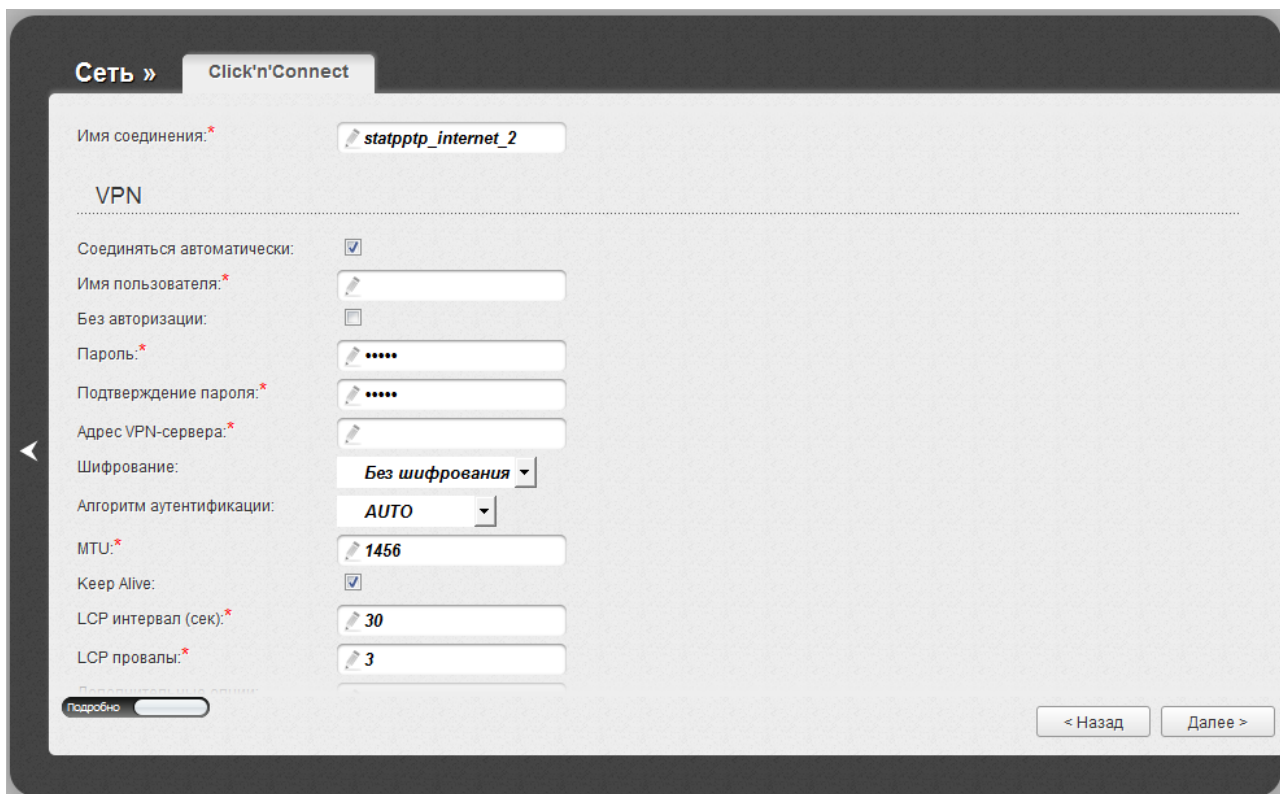 Сеть »
Click'n'Connect
Имя соединения:*
statpptp_internet_2
VPN
Соединяться автоматически:
Имя пользователя:*
Без авторизации:
Пароль:* •••••
Подтверждение пароля:* •••••
Адрес VPN-сервера:*
Шифрование: Без шифрования
Алгоритм аутентификации: AUTO
MTU:* 1456
Keep Alive:
LCP интервал (сек):* 30
LCP провалы:* 3
Дополнительные опции:
Подробно
< Назад
Далее >